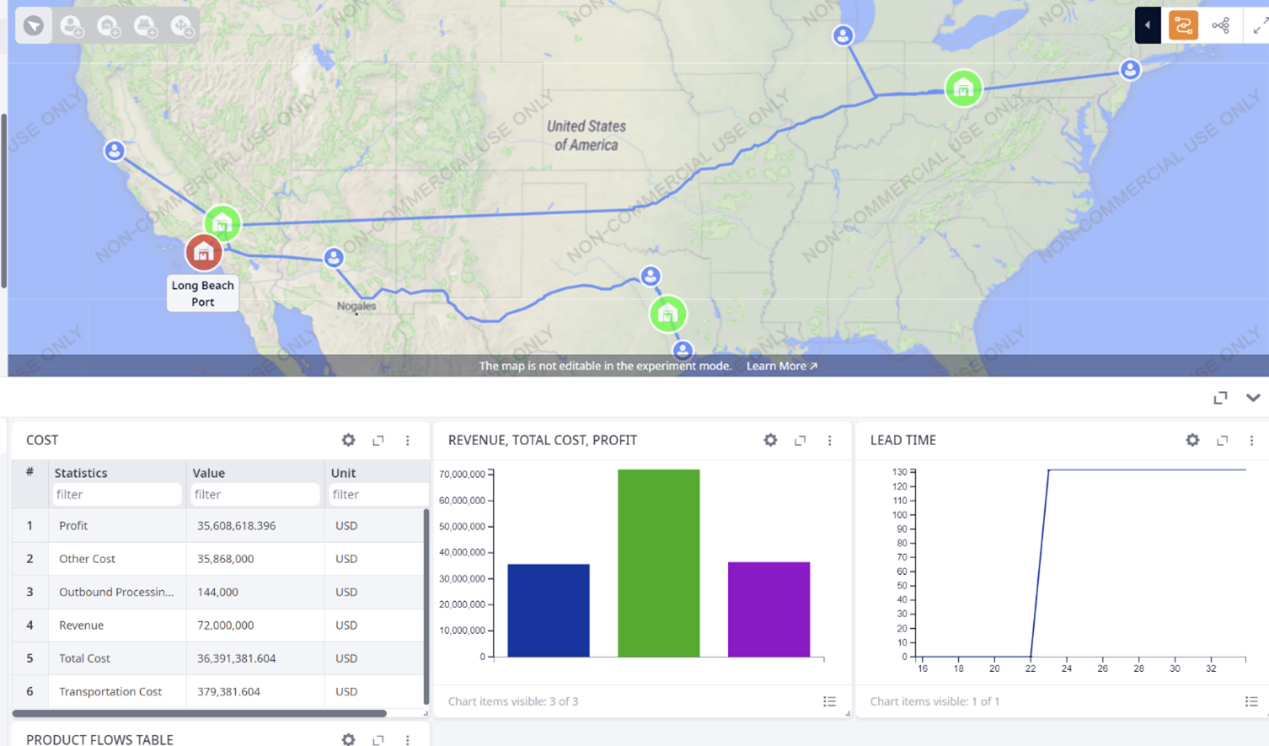 NON-COMMERCIAL USE ONLY
United States
of America
Long Beach
Port
Nogales
The map is not editable in the experiment mode. Learn More
COST
# Statistics Value Unit
filter filter filter
1 Profit 35,608,618.396 USD
2 Other Cost 35,868,000 USD
3 Outbound Processin... 144,000 USD
4 Revenue 72,000,000 USD
5 Total Cost 36,391,381.604 USD
6 Transportation Cost 379,381.604 USD
REVENUE, TOTAL COST, PROFIT
70,000,000
60,000,000
50,000,000
40,000,000
30,000,000
20,000,000
10,000,000
0
Chart items visible: 3 of 3
LEAD TIME
130
120
110
100
90
80
70
60
50
40
30
20
10
0
16 18 20 22 24 26 28 30 32
Chart items visible: 1 of 1
PRODUCT FLOWS TABLE